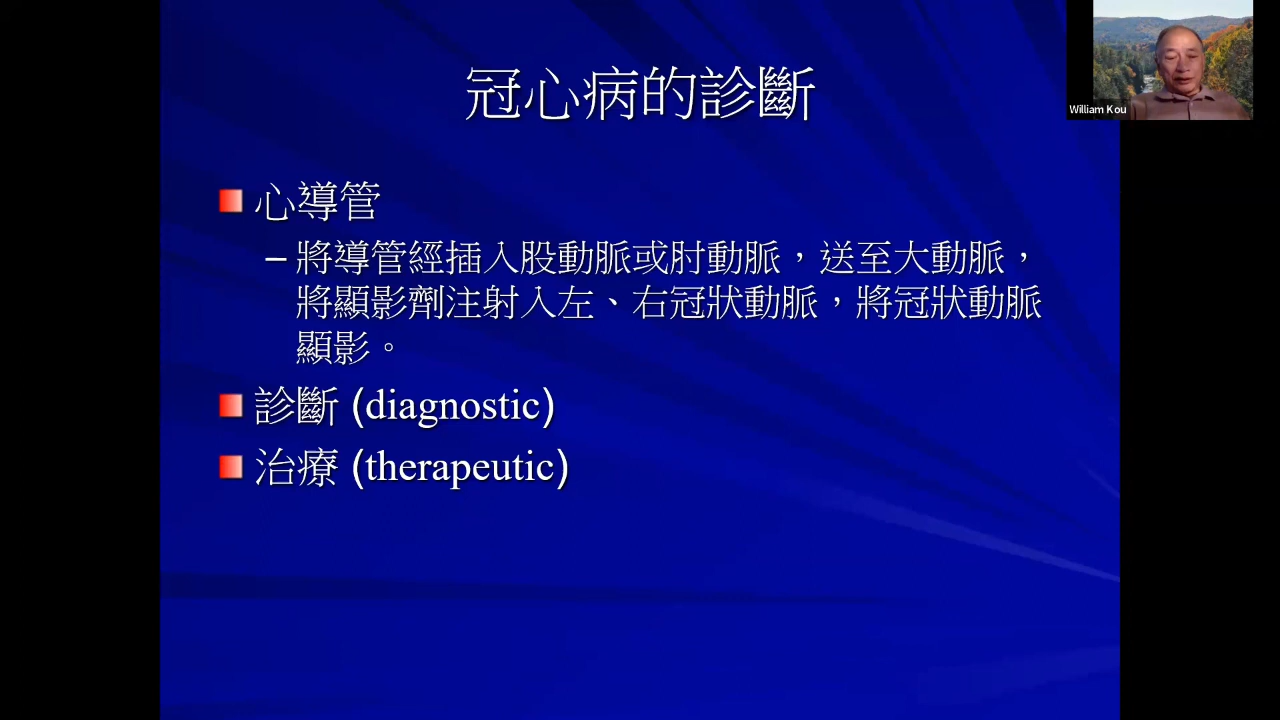 冠心病的診斷
William Kou
心導管
–將導管經插入股動脈或肘動脈，送至大動脈，
將顯影劑注射入左、右冠狀動脈，將冠狀動脈
顯影。
診斷 (diagnostic)
治療 (therapeutic)